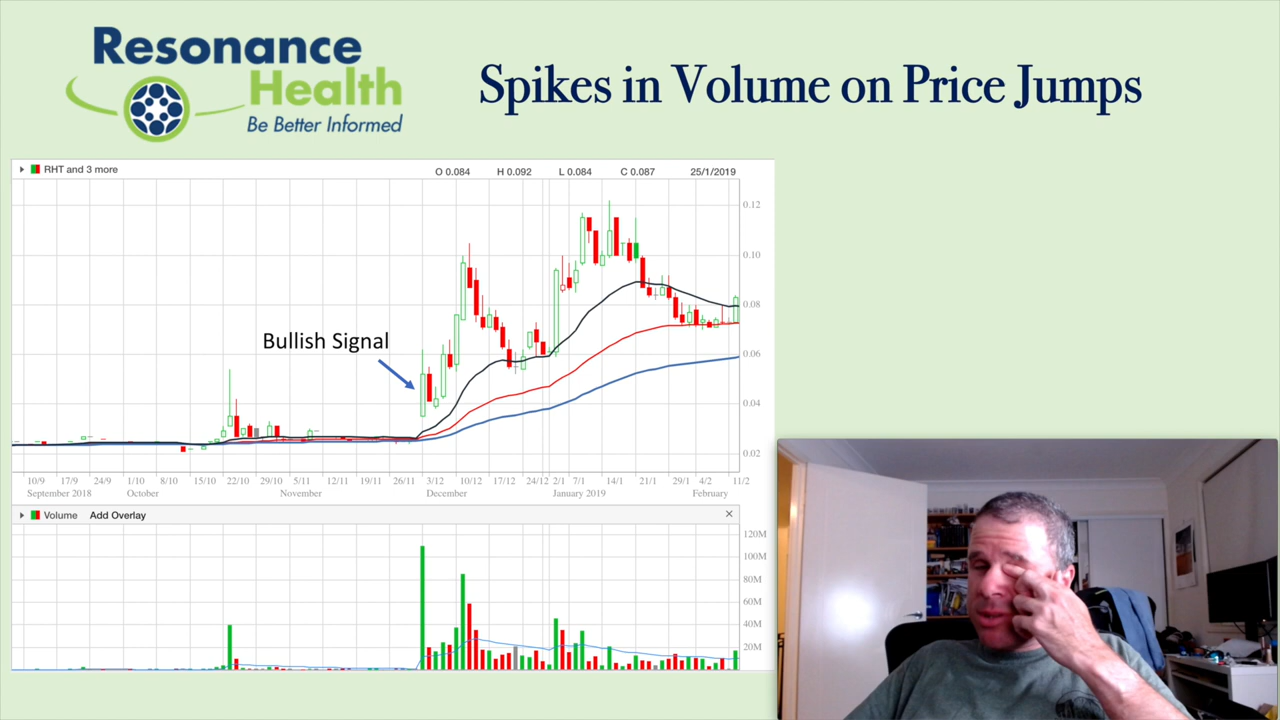 Resonance
Health
Be Better Informed
Spikes in Volume on Price Jumps
RHT and 3 more
O 0.084 H 0.092 L 0.084 C 0.087 25/1/2019
0.12
0.10
0.08
0.06
0.04
0.02
Bullish Signal
10/9 17/9 24/9 1/10 8/10 15/10 22/10 29/10 5/11 12/11 19/11 26/11 3/12 10/12 17/12 24/12 2/1 7/1 14/1 21/1 29/1 4/2 11/2
September 2018 October November December January 2019 February
Volume Add Overlay
120M
100M
80M
60M
40M
20M